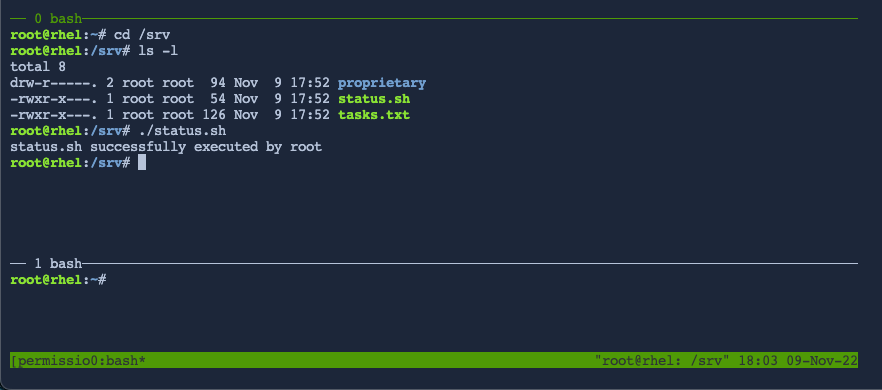 ── 0 bash──
root@rhel:~# cd /srv
root@rhel:/srv# ls -l
total 8
drw-r-----. 2 root root  94 Nov  9 17:52 proprietary
-rwxr-x---. 1 root root  54 Nov  9 17:52 status.sh
-rwxr-x---. 1 root root 126 Nov  9 17:52 tasks.txt
root@rhel:/srv# ./status.sh
status.sh successfully executed by root
root@rhel:/srv#
── 1 bash──
root@rhel:~#
[permissio0:bash* "root@rhel: /srv" 18:03 09-Nov-22